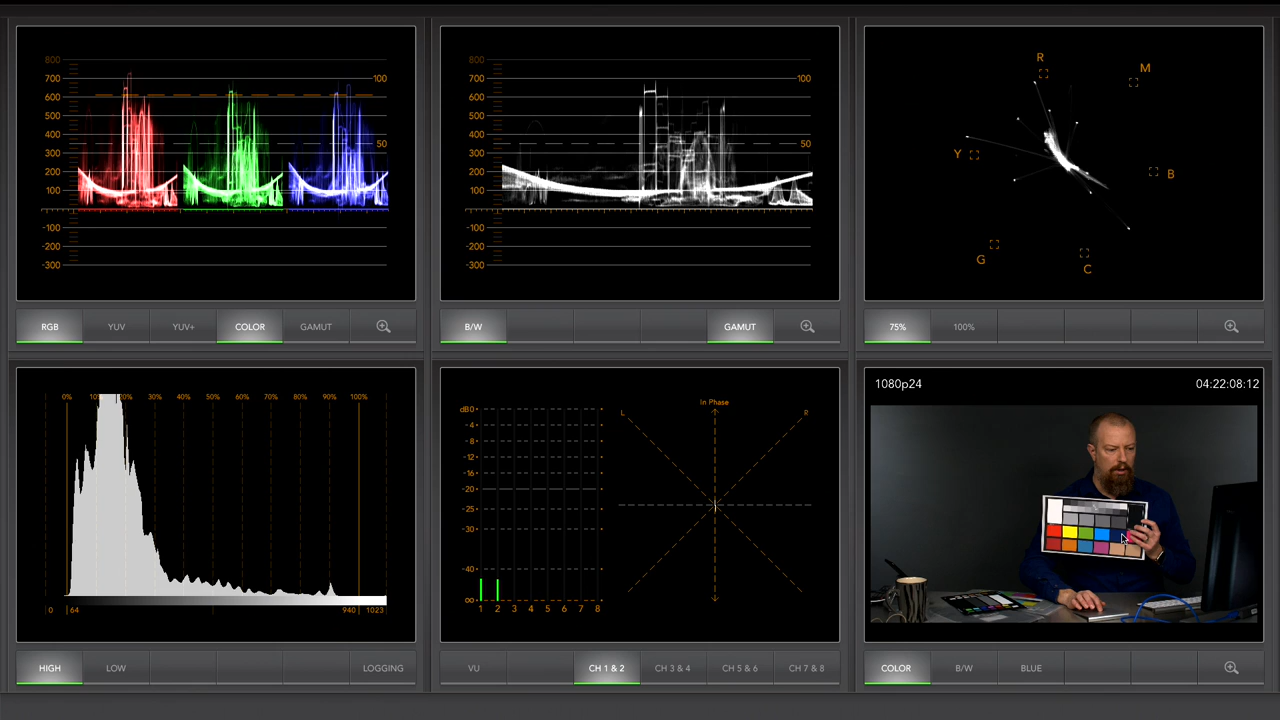 800
700
600
500
400
300
200
100
-100
-200
-300
100
50
RGB YUV YUV+ COLOR GAMUT
800
700
600
500
400
300
200
100
-100
-200
-300
100
50
B/W GAMUT
R
M
Y
B
G
C
75% 100%
0% 10% 20% 30% 40% 50% 60% 70% 80% 90% 100%
0 64 940 1023
HIGH LOW LOGGING
dB0
-4
-8
-12
-16
-20
-25
-30
-40
∞
1 2 3 4 5 6 7 8
In Phase
L R
VU CH 1 & 2 CH 3 & 4 CH 5 & 6 CH 7 & 8
1080p24 04:22:08:12
COLOR B/W BLUE